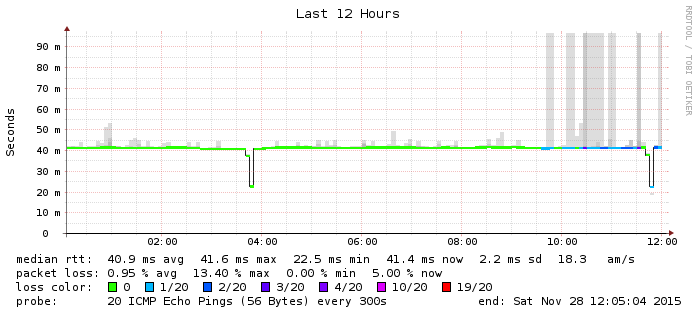 Last 12 Hours
RRDTOOL / TOBI OETIKER
Seconds
90 m
80 m
70 m
60 m
50 m
40 m
30 m
20 m
10 m
0
02:00 04:00 06:00 08:00 10:00 12:00
median rtt: 40.9 ms avg 41.6 ms max 22.5 ms min 41.4 ms now 2.2 ms sd 18.3 am/s
packet loss: 0.95 % avg 13.40 % max 0.00 % min 5.00 % now
loss color: 0 1/20 2/20 3/20 4/20 10/20 19/20
probe: 20 ICMP Echo Pings (56 Bytes) every 300s end: Sat Nov 28 12:05:04 2015